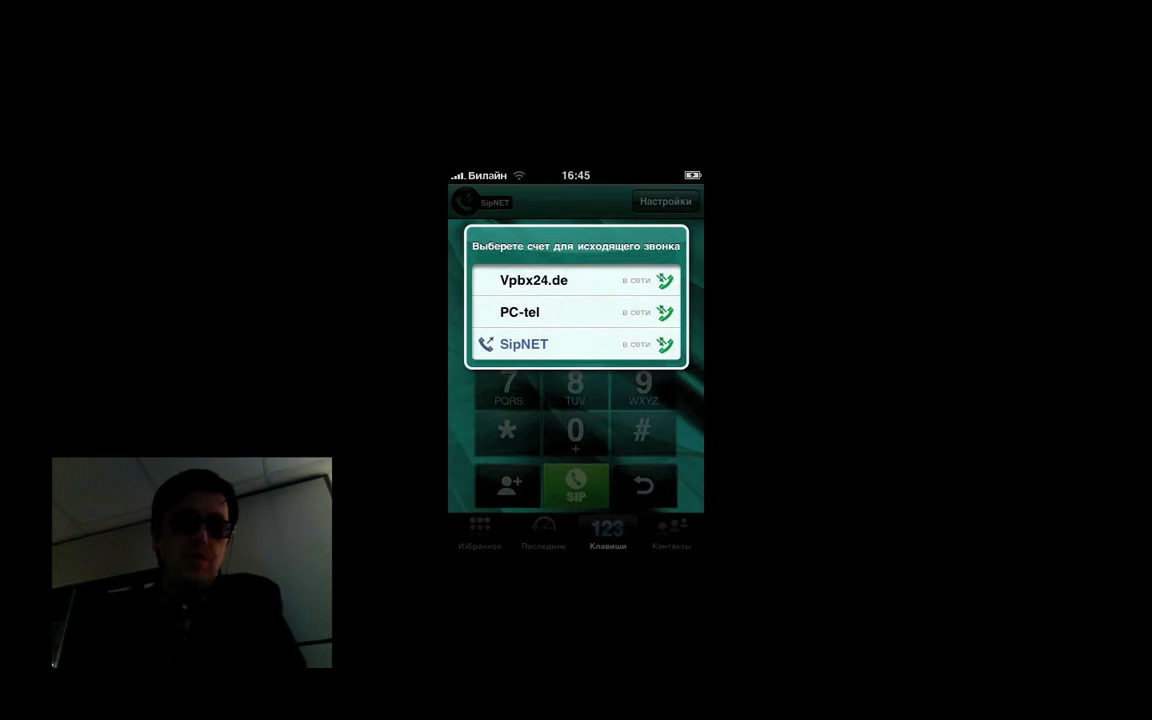 Билайн 16:45
SipNET Настройки
Выберете счет для исходящего звонка
Vpbx24.de в сети
PC-tel в сети
SipNET в сети
7 8 9
PQRS TUV WXYZ
* 0 #
+
SIP
123
Избранное Последние Клавиши Контакты